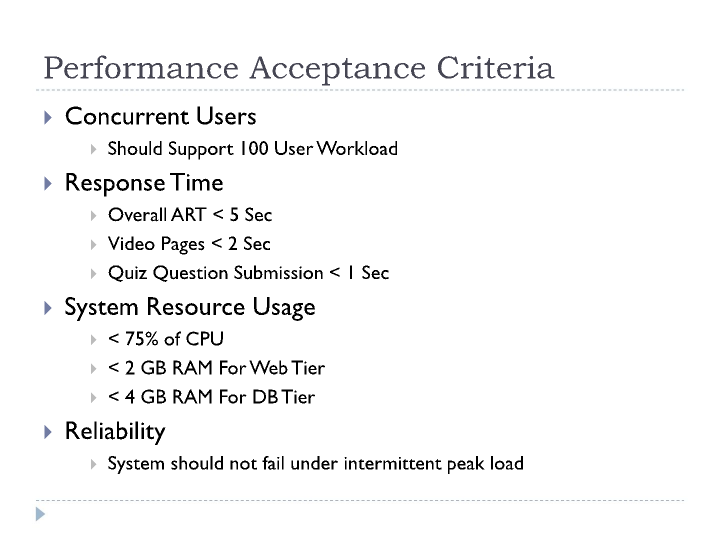 Performance Acceptance Criteria
Concurrent Users
Should Support 100 User Workload
Response Time
Overall ART < 5 Sec
Video Pages < 2 Sec
Quiz Question Submission < 1 Sec
System Resource Usage
< 75% of CPU
< 2 GB RAM For Web Tier
< 4 GB RAM For DB Tier
Reliability
System should not fail under intermittent peak load